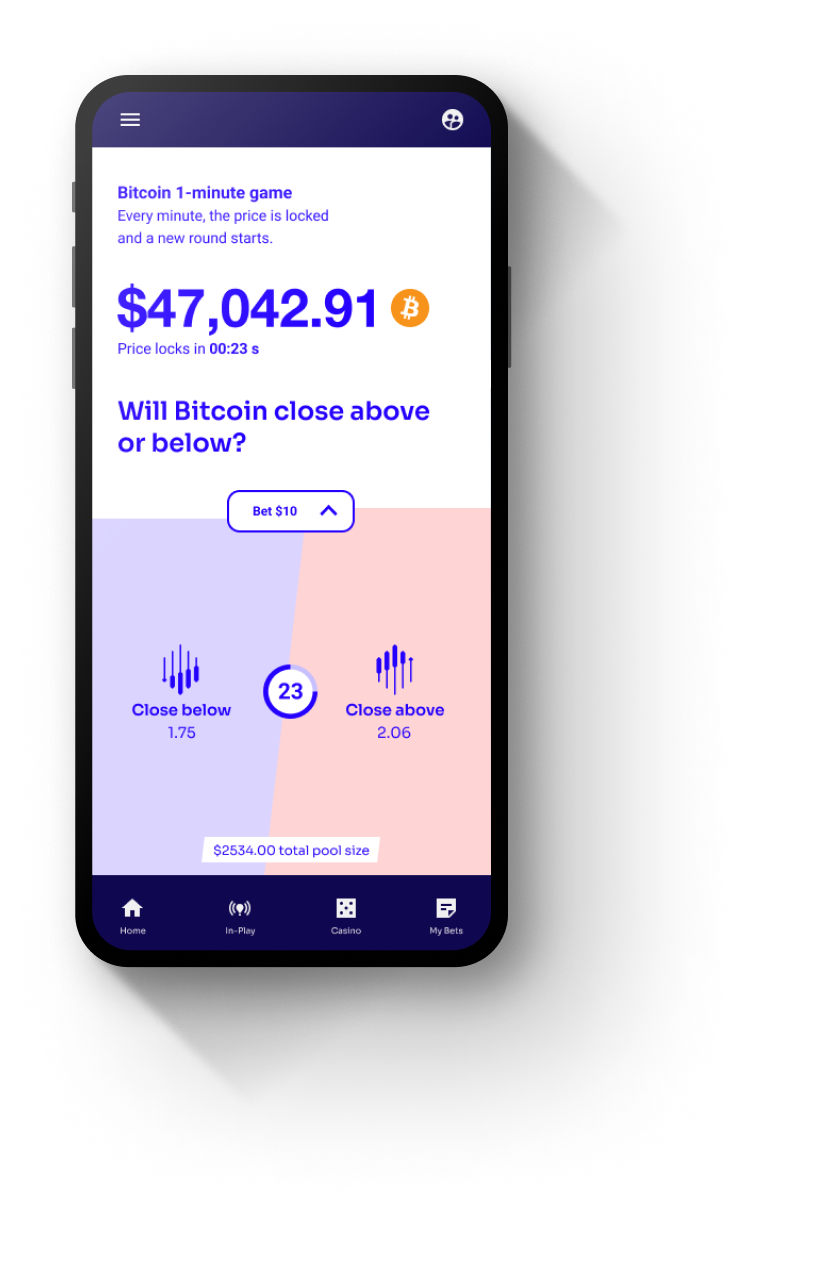 Bitcoin 1-minute game
Every minute, the price is locked
and a new round starts.
$47,042.91
Price locks in 00:23 s
Will Bitcoin close above
or below?
Bet $10
23
Close below
1.75
Close above
2.06
$2534.00 total pool size
Home
In-Play
Casino
My Bets